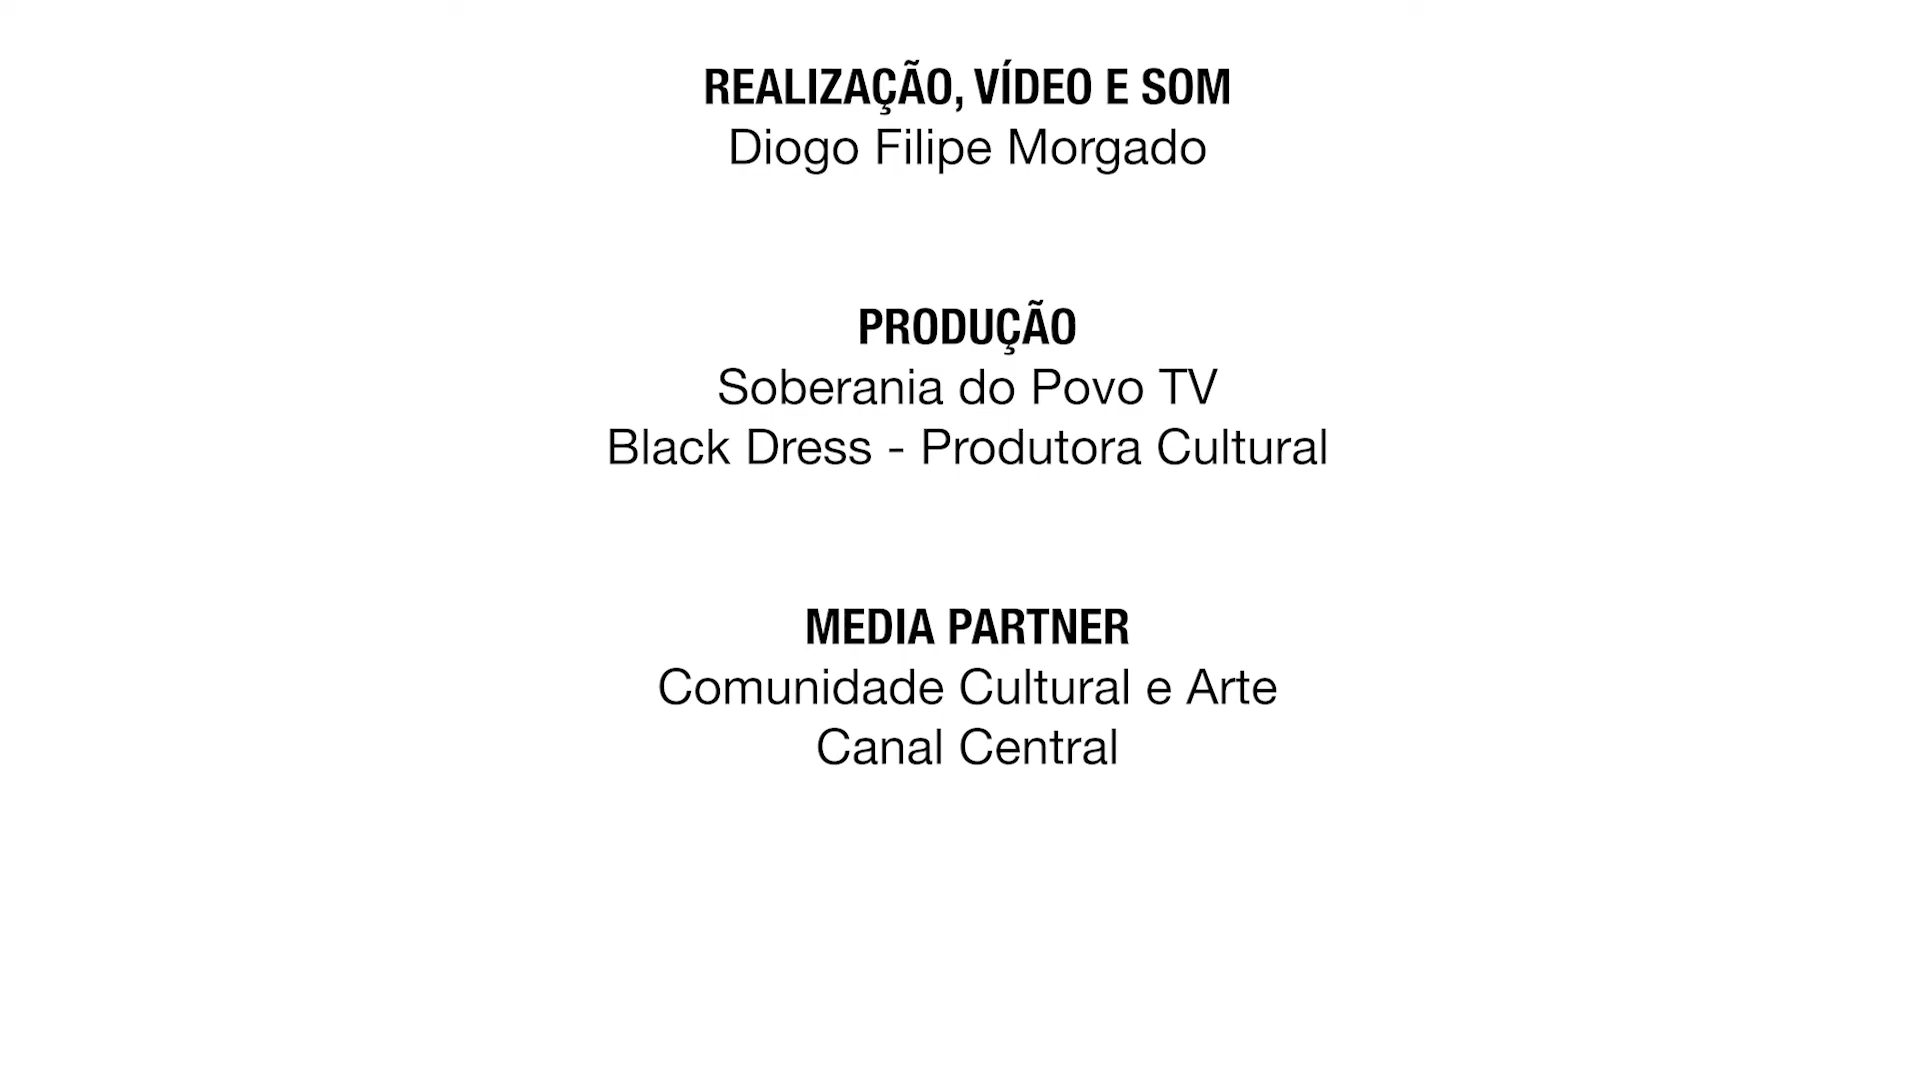 REALIZAÇÃO, VÍDEO E SOM
Diogo Filipe Morgado
PRODUÇÃO
Soberania do Povo TV
Black Dress - Produtora Cultural
MEDIA PARTNER
Comunidade Cultural e Arte
Canal Central